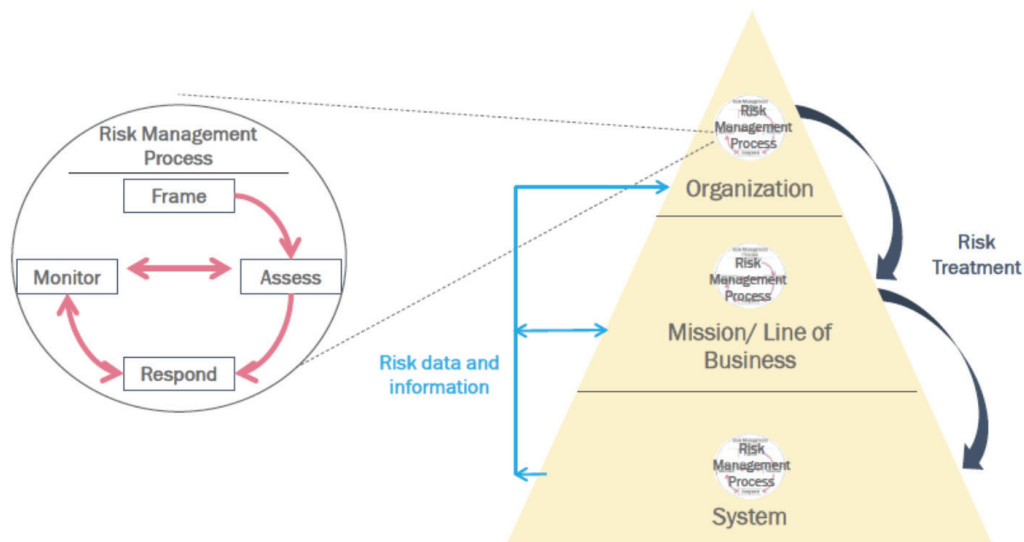 Risk Management
Process
Frame
Monitor
Assess
Respond
Risk data and
information
Risk
Management
Process
Organization
Risk
Management
Process
Mission/ Line of
Business
Risk
Management
Process
System
Risk
Treatment